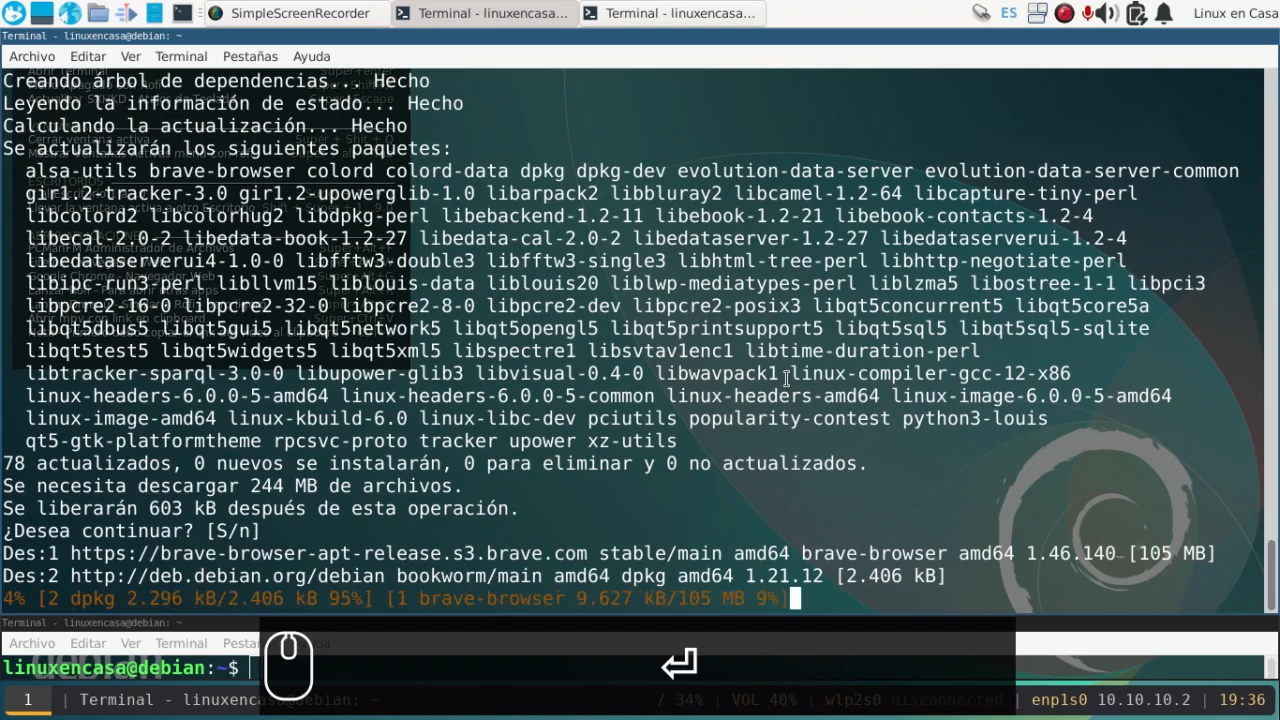 SimpleScreenRecorder
Terminal - linuxencasa...
Terminal - linuxencasa...
ES
Linux en Casa
Terminal - linuxencasa@debian: ~
Archivo Editar Ver Terminal Pestañas Ayuda
Creando árbol de dependencias... Hecho
Leyendo la información de estado... Hecho
Calculando la actualización... Hecho
Se actualizarán los siguientes paquetes:
alsa-utils brave-browser colord colord-data dpkg dpkg-dev evolution-data-server evolution-data-server-common
gir1.2-tracker-3.0 gir1.2-upowerglib-1.0 libarpack2 libbluray2 libcamel-1.2-64 libcapture-tiny-perl
libcolord2 libcolorhug2 libdpkg-perl libebackend-1.2-11 libebook-1.2-21 libebook-contacts-1.2-4
libecal-2.0-2 libedata-book-1.2-27 libedata-cal-2.0-2 libedataserver-1.2-27 libedataserverui-1.2-4
libedataserverui4-1.0-0 libfftw3-double3 libfftw3-single3 libhtml-tree-perl libhttp-negotiate-perl
libipc-run3-perl libllvm15 liblouis-data liblouis20 liblwp-mediatypes-perl liblzma5 libostree-1-1 libpci3
libpcre2-16-0 libpcre2-32-0 libpcre2-8-0 libpcre2-dev libpcre2-posix3 libqt5concurrent5 libqt5core5a
libqt5dbus5 libqt5gui5 libqt5network5 libqt5opengl5 libqt5printsupport5 libqt5sql5 libqt5sql5-sqlite
libqt5test5 libqt5widgets5 libqt5xml5 libspectre1 libsvtav1enc1 libtime-duration-perl
libtracker-sparql-3.0-0 libupower-glib3 libvisual-0.4-0 libwavpack1 linux-compiler-gcc-12-x86
linux-headers-6.0.0-5-amd64 linux-headers-6.0.0-5-common linux-headers-amd64 linux-image-6.0.0-5-amd64
linux-image-amd64 linux-kbuild-6.0 linux-libc-dev pciutils popularity-contest python3-louis
qt5-gtk-platformtheme rpcsvc-proto tracker upower xz-utils
78 actualizados, 0 nuevos se instalarán, 0 para eliminar y 0 no actualizados.
Se necesita descargar 244 MB de archivos.
Se liberarán 603 kB después de esta operación.
¿Desea continuar? [S/n]
Des:1 https://brave-browser-apt-release.s3.brave.com stable/main amd64 brave-browser amd64 1.46.140 [105 MB]
Des:2 http://deb.debian.org/debian bookworm/main amd64 dpkg amd64 1.21.12 [2.406 kB]
4% [2 dpkg 2.296 kB/2.406 kB 95%] [1 brave-browser 9.627 kB/105 MB 9%]
Terminal - linuxencasa@debian: ~
Archivo Editar Ver Terminal
linuxencasa@debian:~$
1 | Terminal - linuxencasa@debian: ~ / 34% | VOL 40% | wlp2s0 disconnected | enp1s0 10.10.10.2 | 19:36